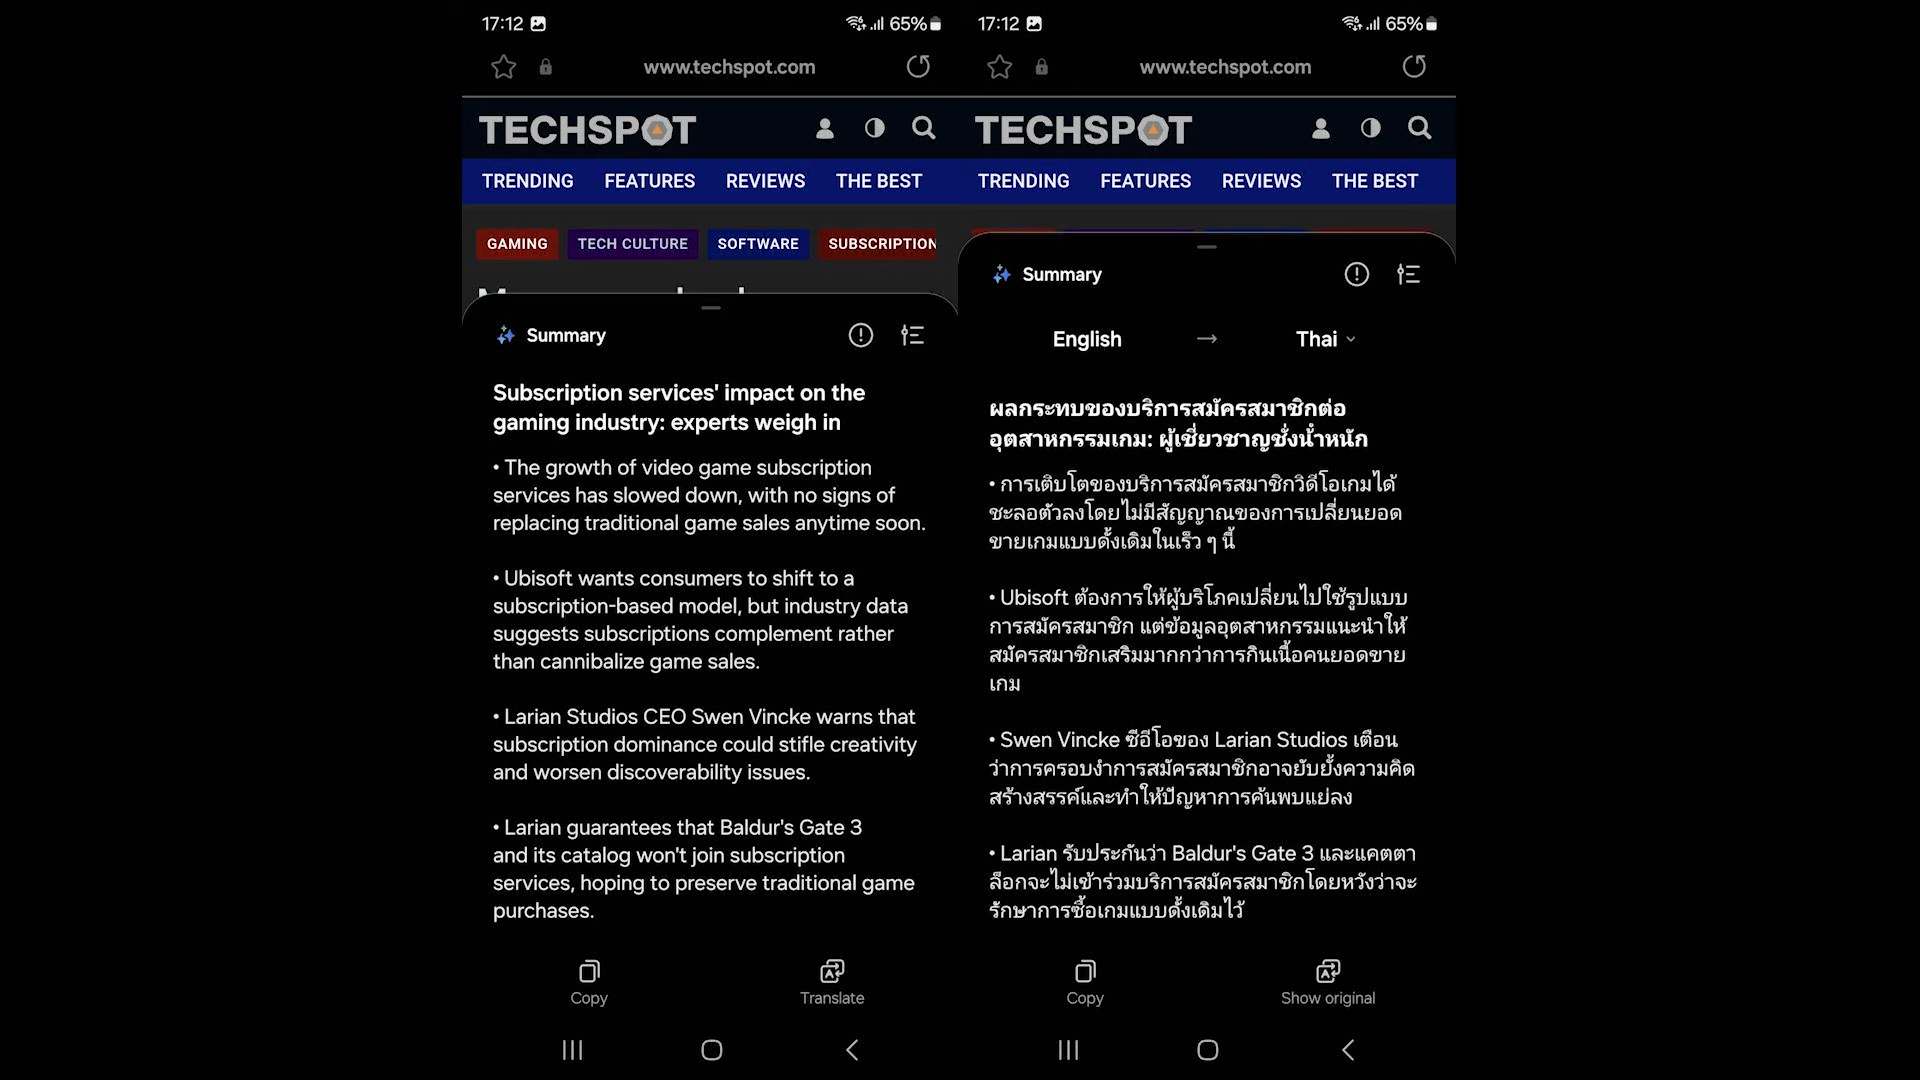 17:12 65%
www.techspot.com
TECHSPOT
TRENDING FEATURES REVIEWS THE BEST
GAMING TECH CULTURE SOFTWARE SUBSCRIPTION
Summary
Subscription services' impact on the
gaming industry: experts weigh in
• The growth of video game subscription
services has slowed down, with no signs of
replacing traditional game sales anytime soon.
• Ubisoft wants consumers to shift to a
subscription-based model, but industry data
suggests subscriptions complement rather
than cannibalize game sales.
• Larian Studios CEO Swen Vincke warns that
subscription dominance could stifle creativity
and worsen discoverability issues.
• Larian guarantees that Baldur's Gate 3
and its catalog won't join subscription
services, hoping to preserve traditional game
purchases.
Copy Translate
17:12 65%
www.techspot.com
TECHSPOT
TRENDING FEATURES REVIEWS THE BEST
Summary
English → Thai
ผลกระทบของบริการสมัครสมาชิกต่อ
อุตสาหกรรมเกม: ผู้เชี่ยวชาญชั่งน้ำหนัก
• การเติบโตของบริการสมัครสมาชิกวิดีโอเกมได้
ชะลอตัวลงโดยไม่มีสัญญาณของการเปลี่ยนยอด
ขายเกมแบบดั้งเดิมในเร็ว ๆ นี้
• Ubisoft ต้องการให้ผู้บริโภคเปลี่ยนไปใช้รูปแบบ
การสมัครสมาชิก แต่ข้อมูลอุตสาหกรรมแนะนำให้
สมัครสมาชิกเสริมมากกว่าการกินเนื้อคนยอดขาย
เกม
• Swen Vincke ซีอีโอของ Larian Studios เตือน
ว่าการครอบงำการสมัครสมาชิกอาจยับยั้งความคิด
สร้างสรรค์และทำให้ปัญหาการค้นพบแย่ลง
• Larian รับประกันว่า Baldur's Gate 3 และแคตตา
ล็อกจะไม่เข้าร่วมบริการสมัครสมาชิกโดยหวังว่าจะ
รักษาการซื้อเกมแบบดั้งเดิมไว้
Copy Show original